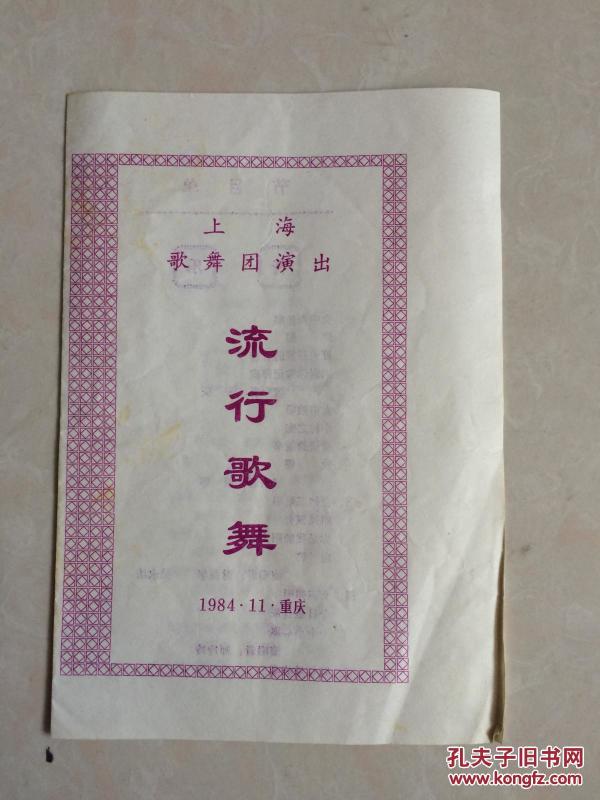 上海
歌舞团演出
流行歌舞
1984·11·重庆
孔夫子旧书网
www.kongfz.com